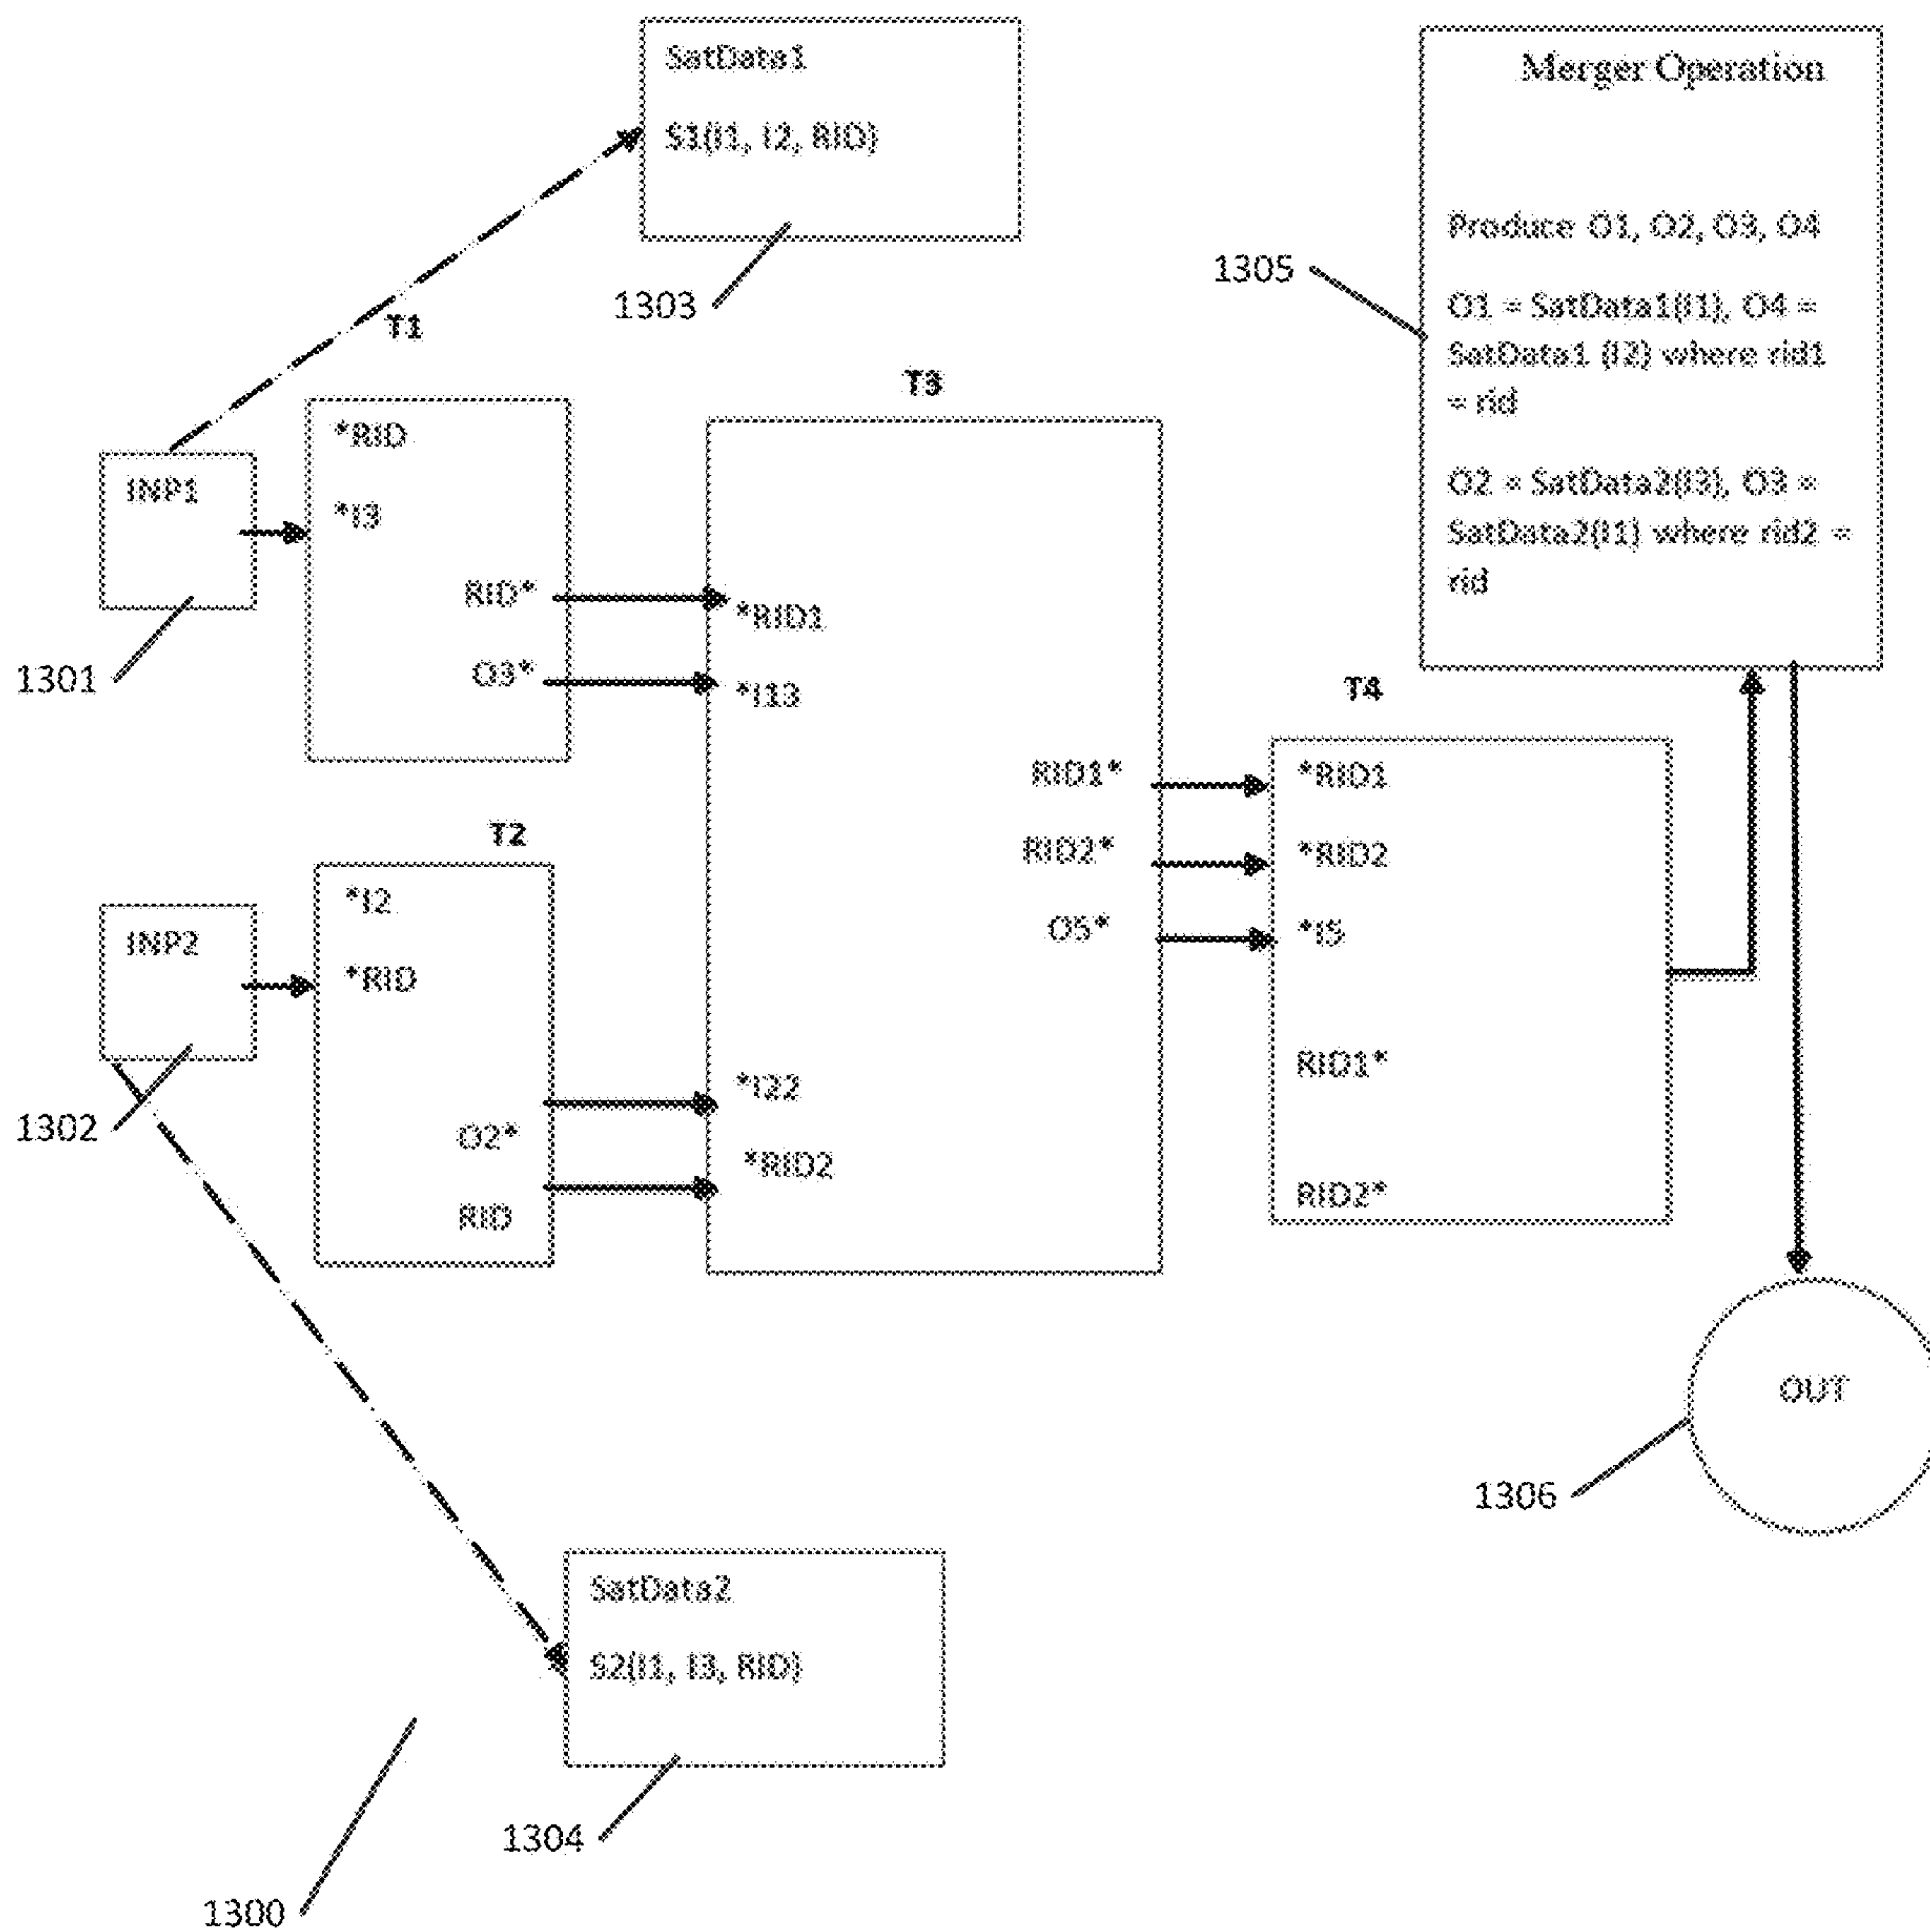 SatData1
S1(I1, I2, RID)
1303
Merger Operation
Produce O1, O2, O3, O4
O1 = SatData1(I1), O4 =
SatData1 (I2) where rid1
= rid
O2 = SatData2(I3), O3 =
SatData2(I1) where rid2 =
rid
1305
T1
INP1
1301
*RID
*I3
RID*
O3*
T3
*RID1
*I13
RID1*
RID2*
O5*
*I22
*RID2
T2
INP2
1302
*I2
*RID
O2*
RID
T4
*RID1
*RID2
*I5
RID1*
RID2*
OUT
1306
SatData2
S2(I1, I3, RID)
1304
1300